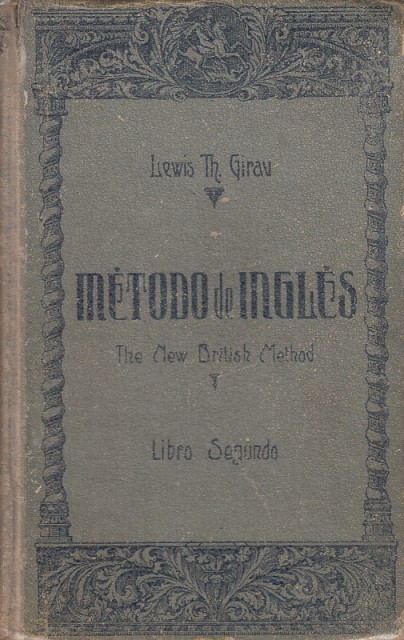 Lewis Th. Girau
MÉTODO de INGLÉS
The New British Method
Libro Segundo